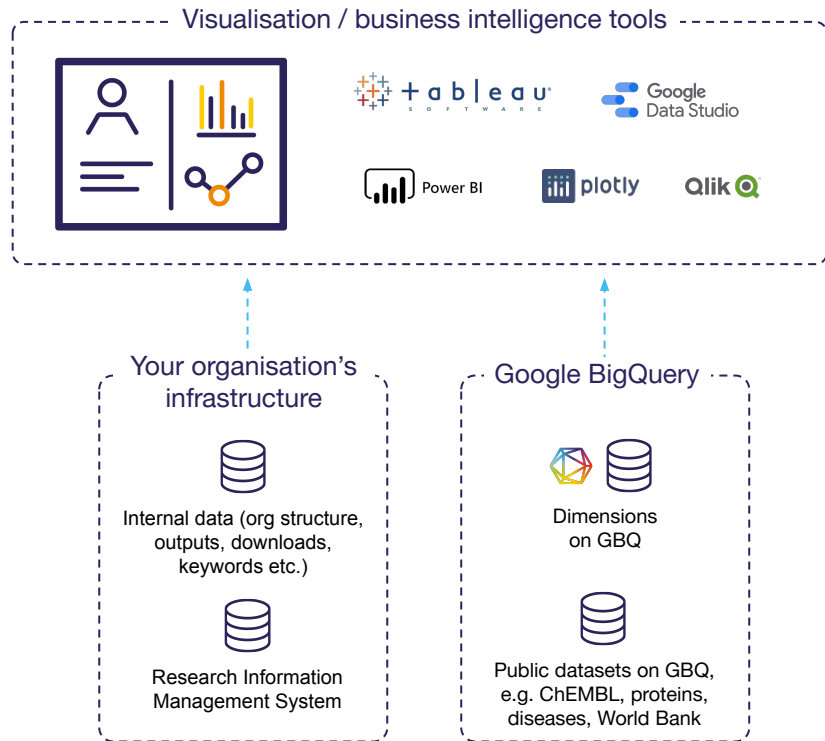 Visualisation / business intelligence tools
+ableau
SOFTWARE
Google
Data Studio
Power BI
plotly
Qlik
Your organisation's
infrastructure
Internal data (org structure,
outputs, downloads,
keywords etc.)
Research Information
Management System
Google BigQuery
Dimensions
on GBQ
Public datasets on GBQ,
e.g. ChEMBL, proteins,
diseases, World Bank